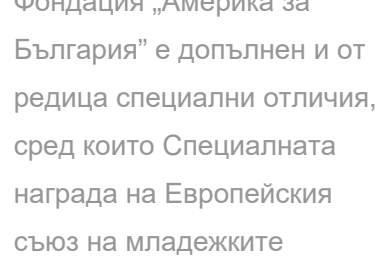 Фондация „Америка за
България” е допълнен и от
редица специални отличия,
сред които Специалната
награда на Европейския
съюз на младежките